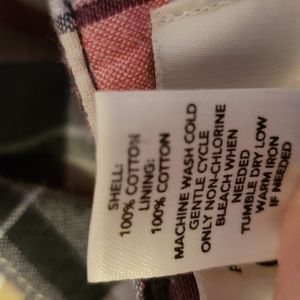 SHELL:
100% COTTON
LINING:
100% COTTON
MACHINE WASH COLD
GENTLE CYCLE
ONLY NON-CHLORINE
BLEACH WHEN
NEEDED
TUMBLE DRY LOW
WARM IRON
IF NEEDED